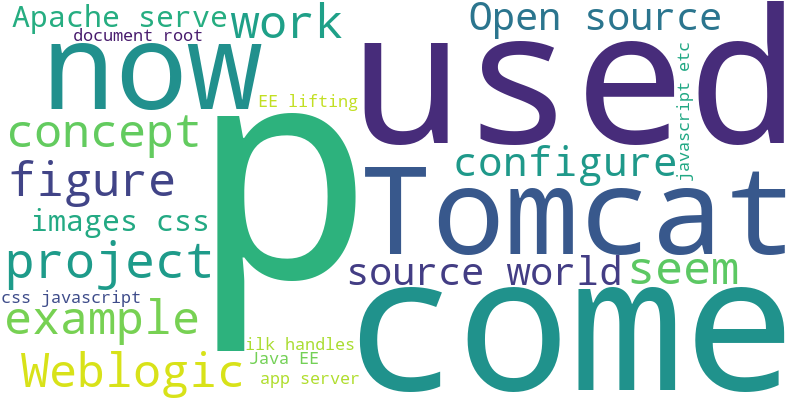 Apache serve
work
Open source
document root
now
used
javascript etc
EE lifting
p
concept
configure
figure
Tomcat
images css
project
source world
seem
css javascript
come
example
ilk handles
Java EE
Weblogic
app server